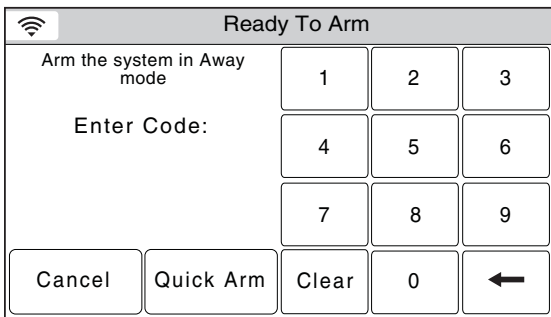 Ready To Arm
Arm the system in Away
mode
Enter Code:
1 2 3
4 5 6
7 8 9
Cancel Quick Arm Clear 0